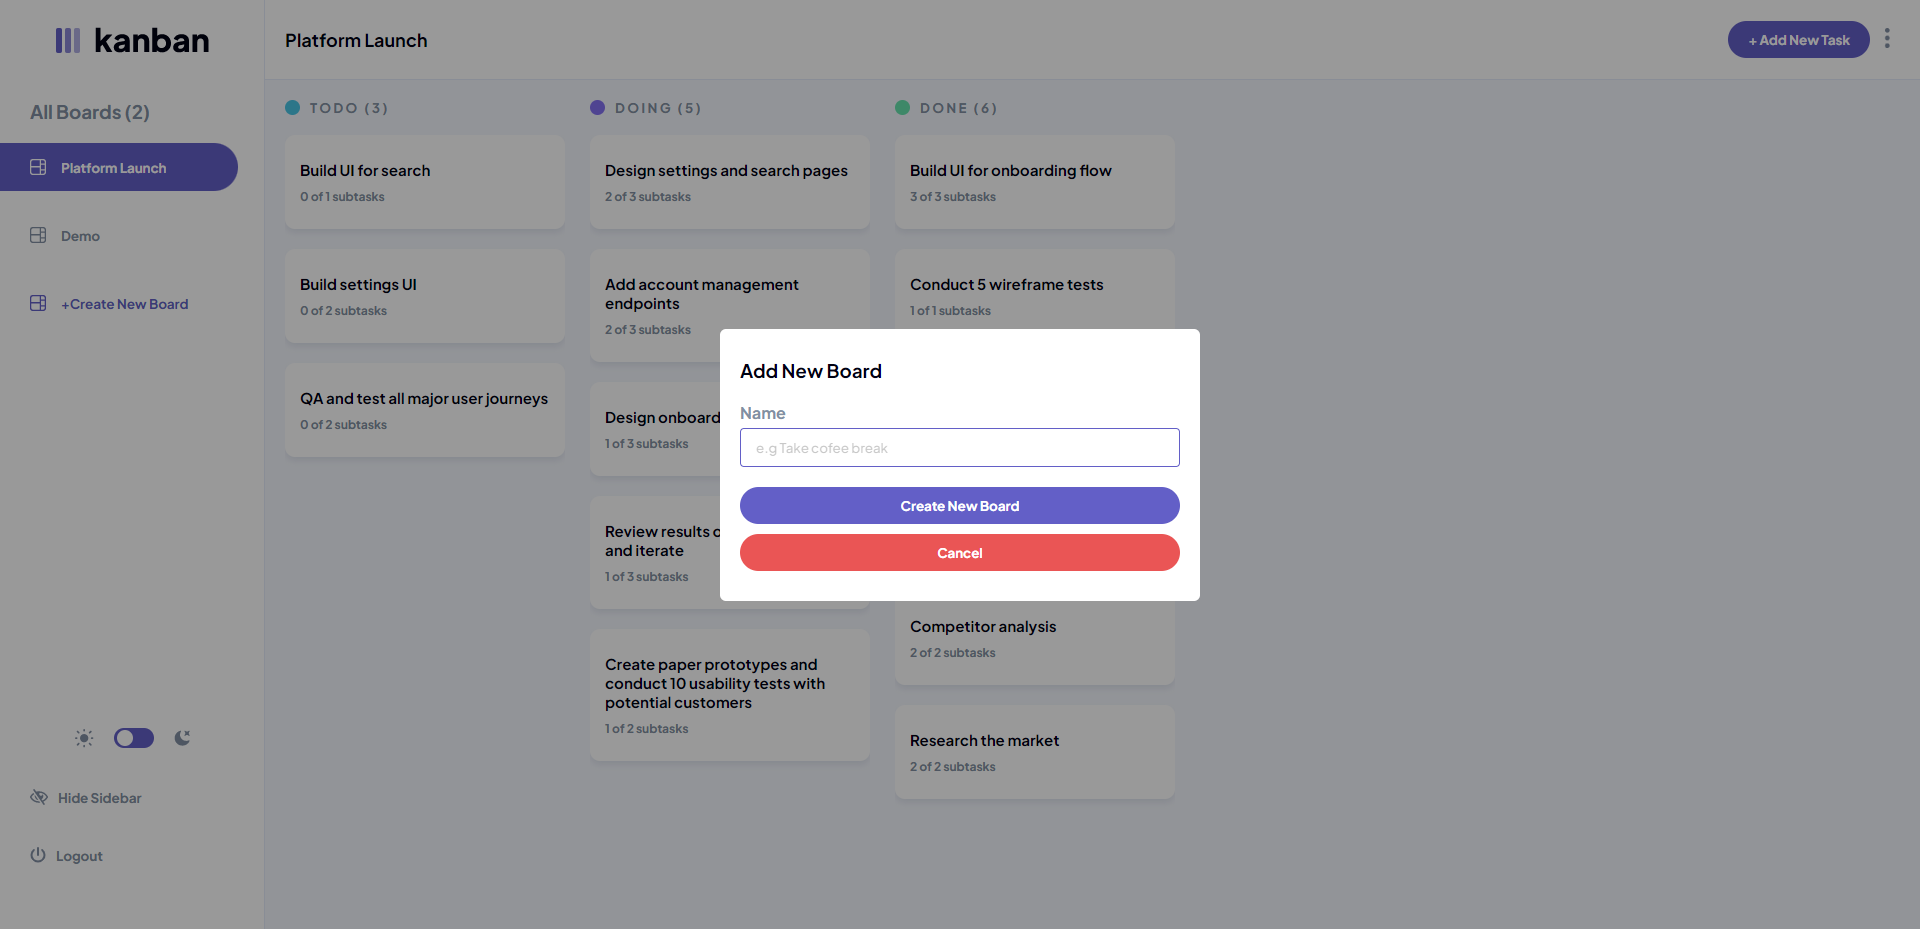 kanban
Platform Launch
+ Add New Task
All Boards (2)
Platform Launch
Demo
+Create New Board
Hide Sidebar
Logout
TODO (3)
Build UI for search
0 of 1 subtasks
Build settings UI
0 of 2 subtasks
QA and test all major user journeys
0 of 2 subtasks
DOING (5)
Design settings and search pages
2 of 3 subtasks
Add account management
endpoints
2 of 3 subtasks
Design onboard
1 of 3 subtasks
Review results
and iterate
1 of 3 subtasks
Create paper prototypes and
conduct 10 usability tests with
potential customers
1 of 2 subtasks
DONE (6)
Build UI for onboarding flow
3 of 3 subtasks
Conduct 5 wireframe tests
1 of 1 subtasks
Competitor analysis
2 of 2 subtasks
Research the market
2 of 2 subtasks
Add New Board
Name
e.g Take cofee break
Create New Board
Cancel